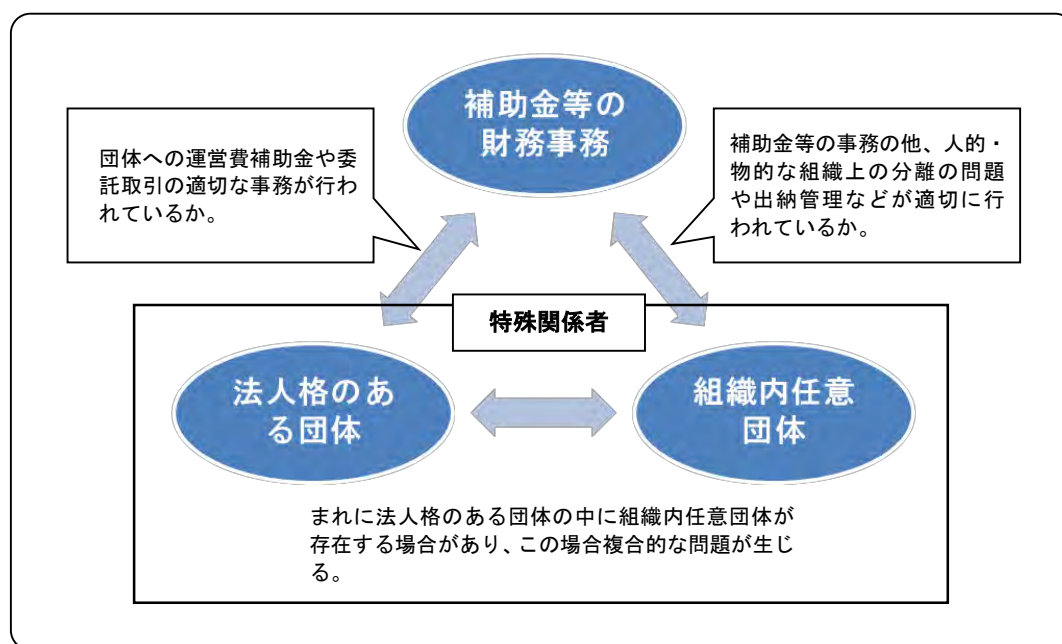 補助金等の
財務事務
団体への運営費補助金や委
託取引の適切な事務が行わ
れているか。
補助金等の事務の他、人的・
物的な組織上の分離の問題
や出納管理などが適切に行
われているか。
特殊関係者
法人格のあ
る団体
組織内任意
団体
まれに法人格のある団体の中に組織内任意団体が
存在する場合があり、この場合複合的な問題が生じ
る。